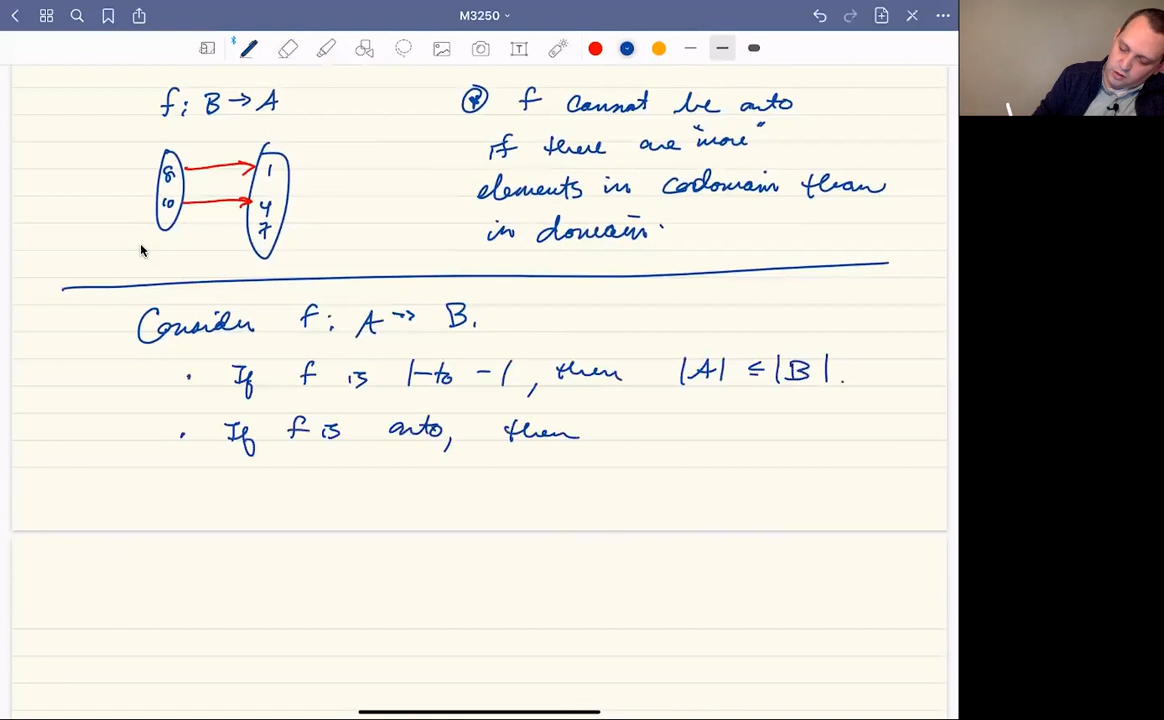 M3250
f: B → A
8
10
1
4
7
⊛ f cannot be onto
if there are "more"
elements in codomain than
in domain.
Consider f: A → B.
· If f is 1-to-1, then |A| ≤ |B|.
· If f is onto, then